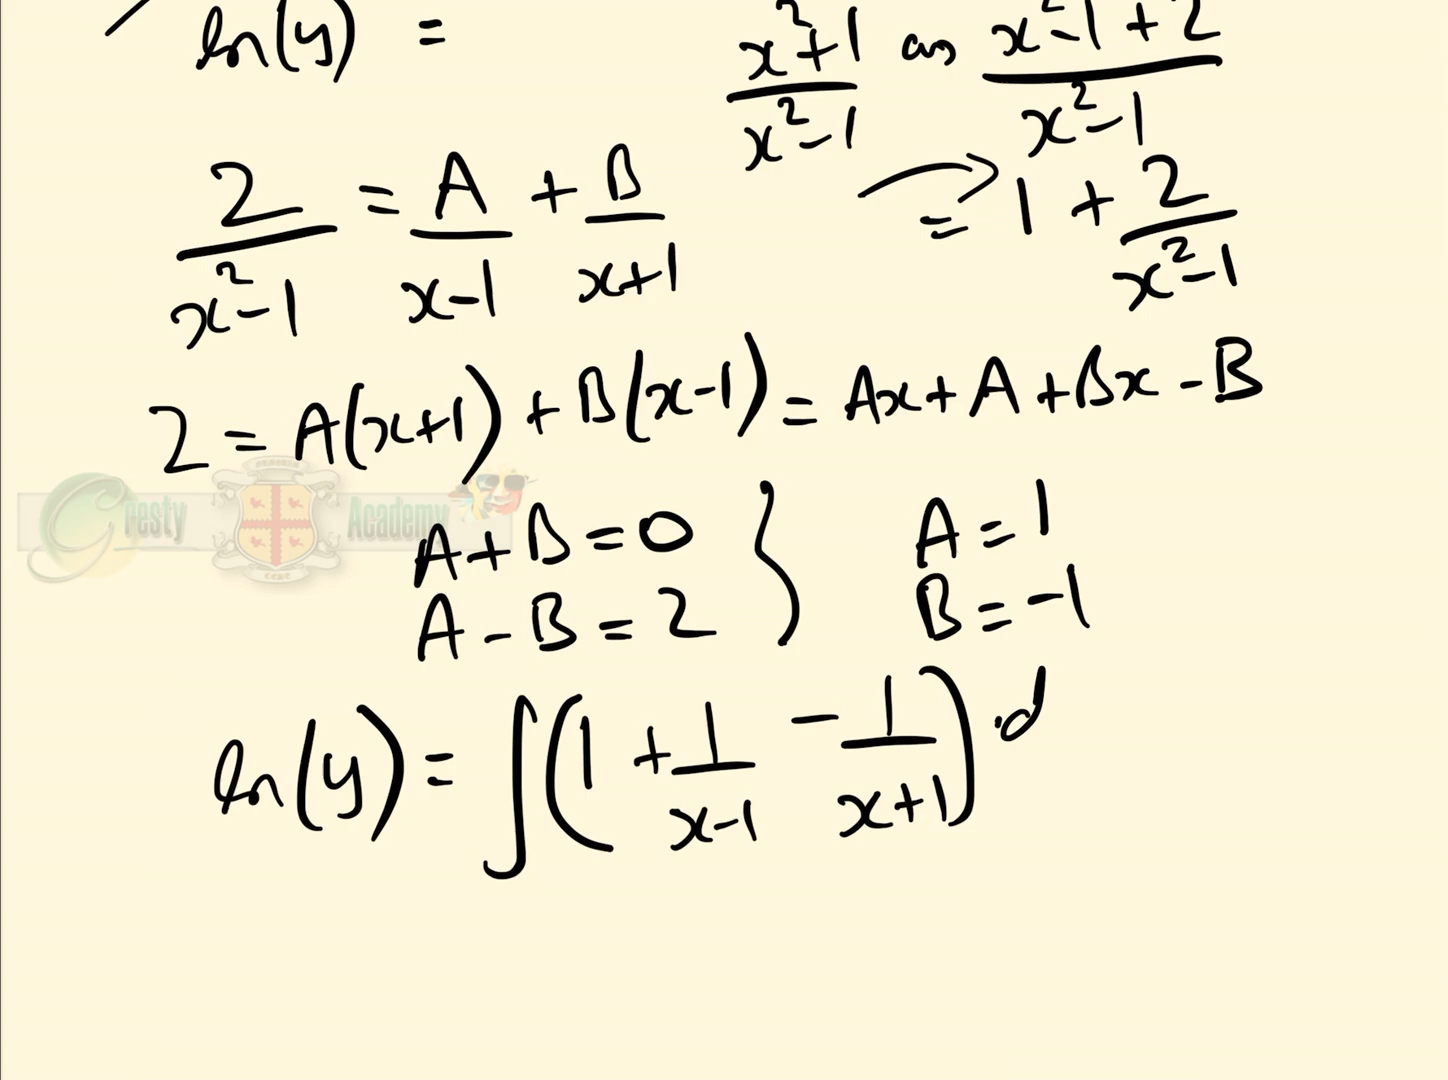 ln(y) =
x²+1 / x²-1 as x²-1+2 / x²-1
= 1 + 2 / x²-1
2 / x²-1 = A / x-1 + B / x+1
2 = A(x+1) + B(x-1) = Ax + A + Bx - B
Cresty Academy
A + B = 0
A - B = 2
} A = 1
B = -1
ln(y) = ∫(1 + 1 / x-1 - 1 / x+1) . d